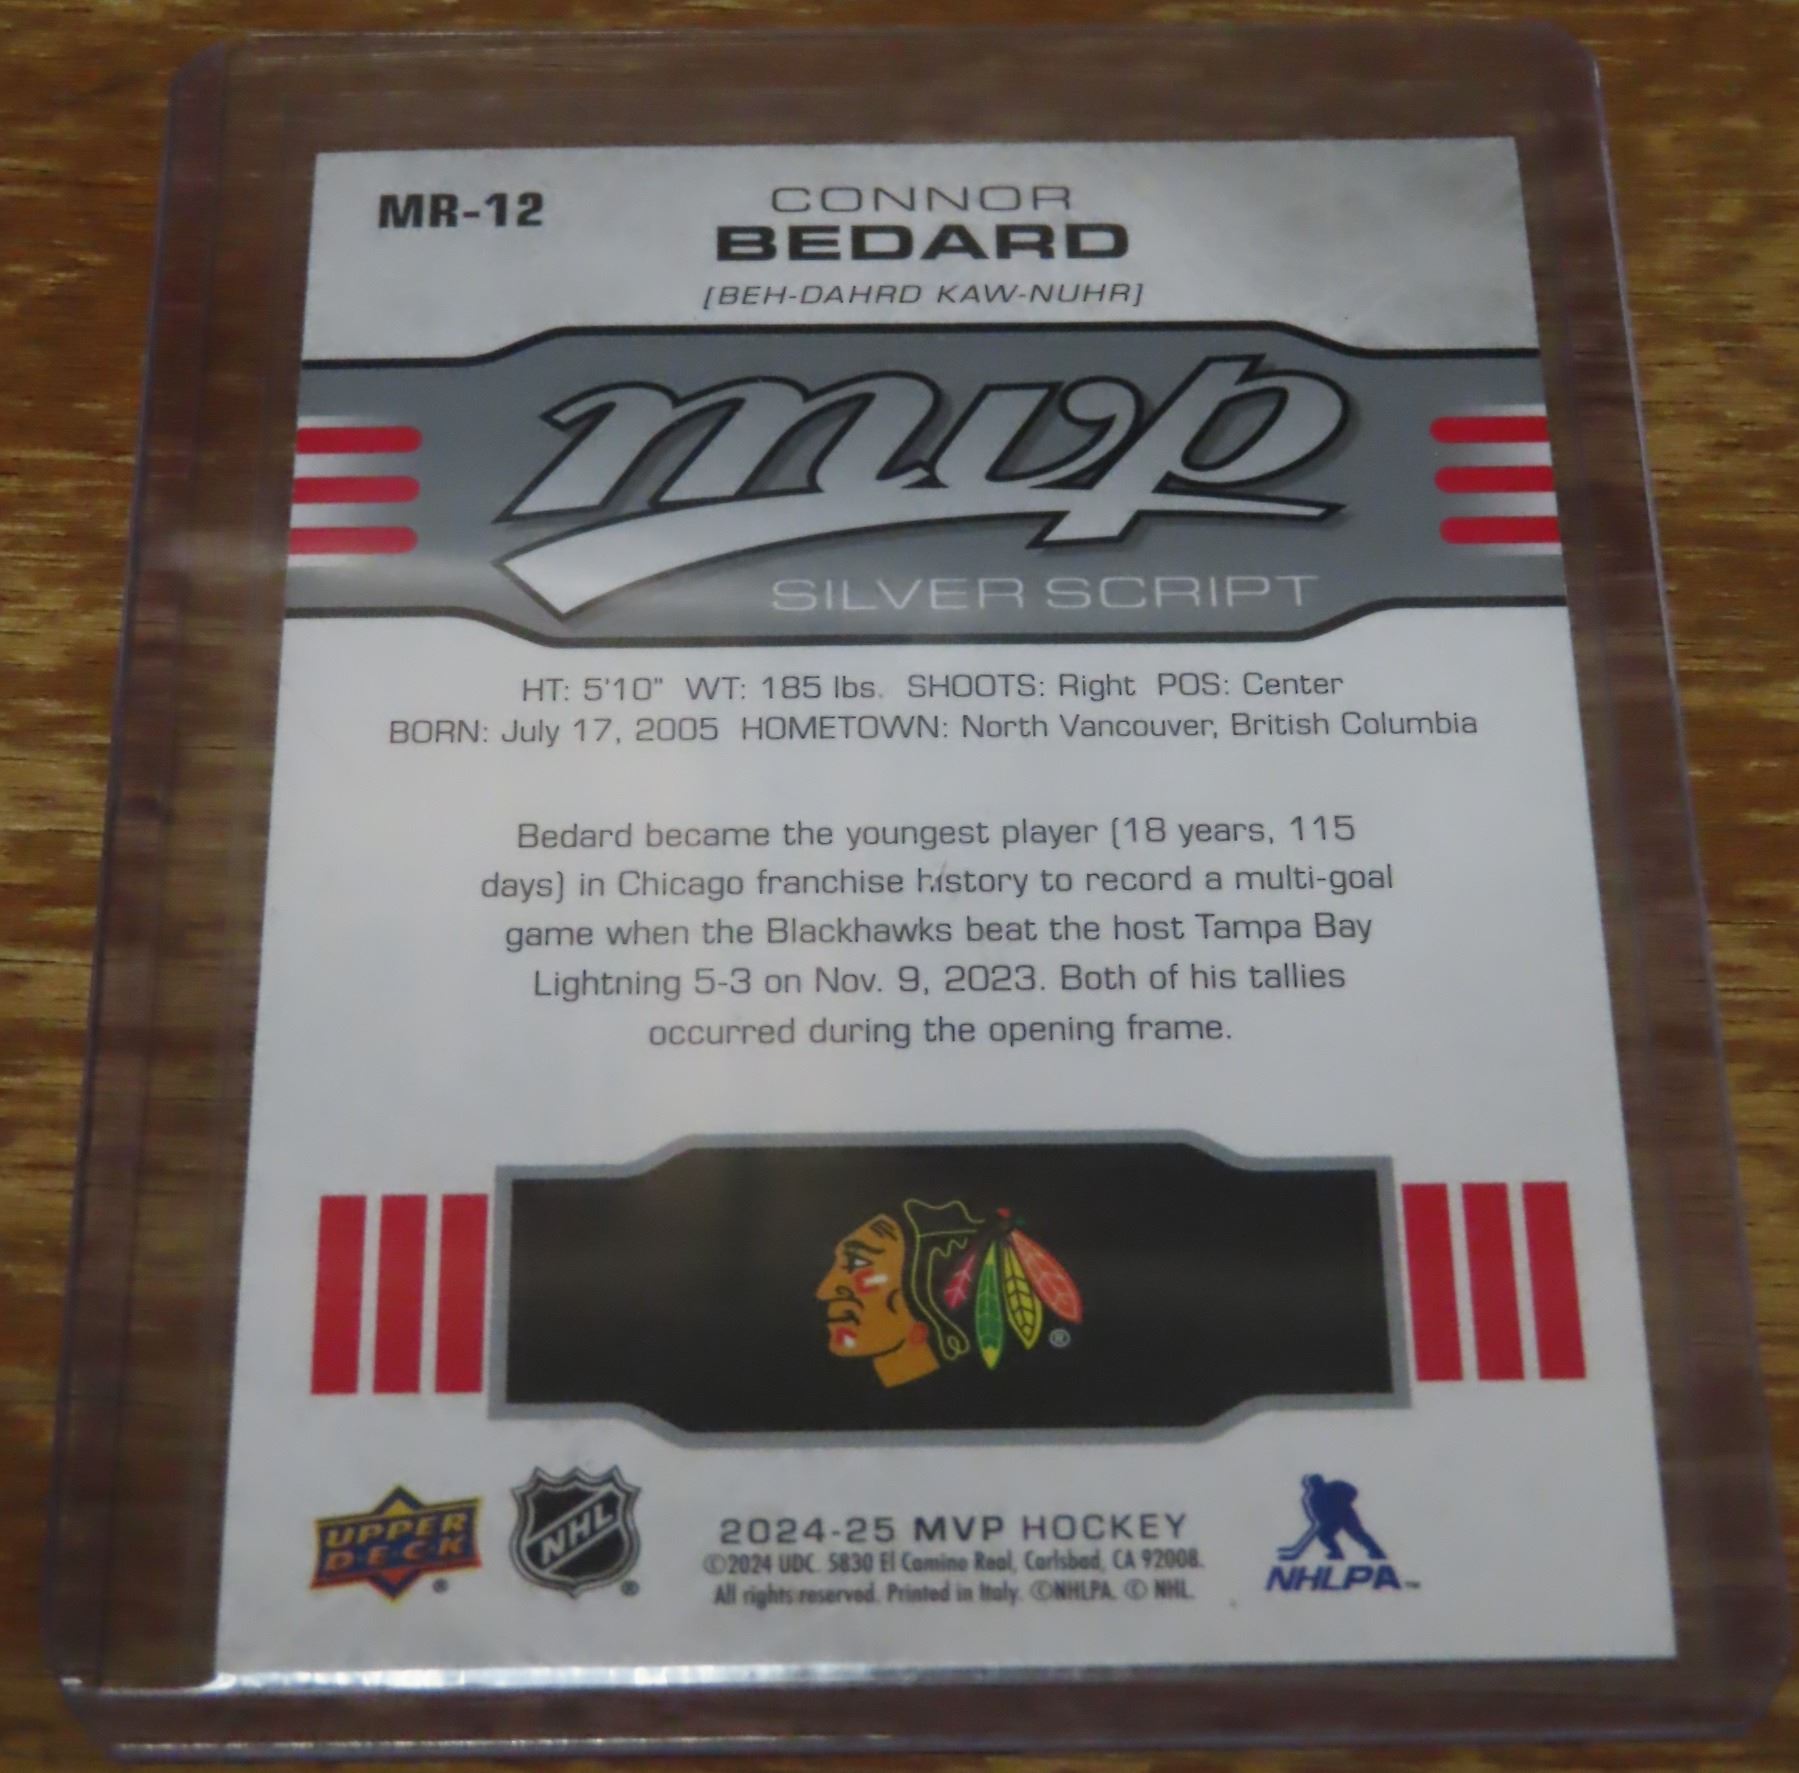 MR-12
CONNOR
BEDARD
[BEH-DAHRD KAW-NUHR]
mvp
SILVER SCRIPT
HT: 5'10" WT: 185 lbs. SHOOTS: Right POS: Center
BORN: July 17, 2005 HOMETOWN: North Vancouver, British Columbia
Bedard became the youngest player (18 years, 115
days) in Chicago franchise history to record a multi-goal
game when the Blackhawks beat the host Tampa Bay
Lightning 5-3 on Nov. 9, 2023. Both of his tallies
occurred during the opening frame.
®
UPPER
D·E·C·K
®
NHL
®
2024-25 MVP HOCKEY
©2024 UDC. 5830 El Camino Real, Carlsbad, CA 92008.
All rights reserved. Printed in Italy. ©NHLPA. © NHL.
NHLPA™